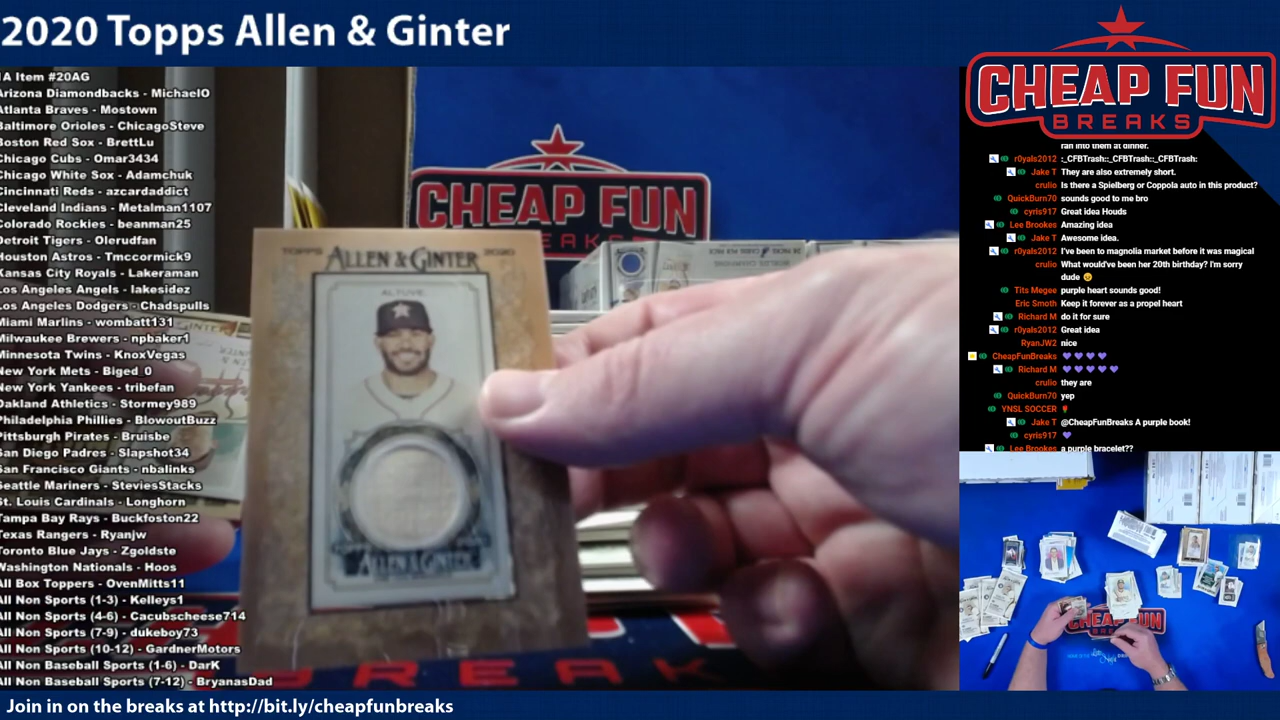 2020 Topps Allen & Ginter
1A Item #20AG
Arizona Diamondbacks - MichaelO
Atlanta Braves - Mostown
Baltimore Orioles - ChicagoSteve
Boston Red Sox - BrettLu
Chicago Cubs - Omar3434
Chicago White Sox - Adamchuk
Cincinnati Reds - azcardaddict
Cleveland Indians - Metalman1107
Colorado Rockies - beanman25
Detroit Tigers - Olerudfan
Houston Astros - Tmccormick9
Kansas City Royals - Lakeraman
Los Angeles Angels - lakesidez
Los Angeles Dodgers - Chadspulls
Miami Marlins - wombatt131
Milwaukee Brewers - npbaker1
Minnesota Twins - KnoxVegas
New York Mets - Biged_0
New York Yankees - tribefan
Oakland Athletics - Stormey989
Philadelphia Phillies - BlowoutBuzz
Pittsburgh Pirates - Bruisbe
San Diego Padres - Slapshot34
San Francisco Giants - nbalinks
Seattle Mariners - SteviesStacks
St. Louis Cardinals - Longhorn
Tampa Bay Rays - Buckfoston22
Texas Rangers - Ryanjw
Toronto Blue Jays - Zgoldste
Washington Nationals - Hoos
All Box Toppers - OvenMitts11
All Non Sports (1-3) - Kelleys1
All Non Sports (4-6) - Cacubscheese714
All Non Sports (7-9) - dukeboy73
All Non Sports (10-12) - GardnerMotors
All Non Baseball Sports (1-6) - DarK
All Non Baseball Sports (7-12) - BryanasDad
CHEAP FUN
BREAK
TOPPS ALLEN & GINTER 2020
ALTUVE
ALLEN & GINTER
BREAK
CHEAP FUN
BREAKS
ran into them at dinner.
r0yals2012 :_CFBTrash::_CFBTrash::_CFBTrash:
Jake T They are also extremely short.
crulio Is there a Spielberg or Coppola auto in this product?
QuickBurn70 sounds good to me bro
cyris917 Great idea Houds
Lee Brookes Amazing idea
Jake T Awesome idea.
r0yals2012 I've been to magnolia market before it was magical
crulio What would've been her 20th birthday? I'm sorry
dude
Tits Mcgee purple heart sounds good!
Eric Smoth Keep it forever as a propel heart
Richard M do it for sure
r0yals2012 Great idea
RyanJW2 nice
CheapFunBreaks
Richard M
crulio they are
QuickBurn70 yep
YNSL SOCCER
Jake T @CheapFunBreaks A purple book!
cyris917
Lee Brookes a purple bracelet??
CHEAP FUN
Join in on the breaks at http://bit.ly/cheapfunbreaks